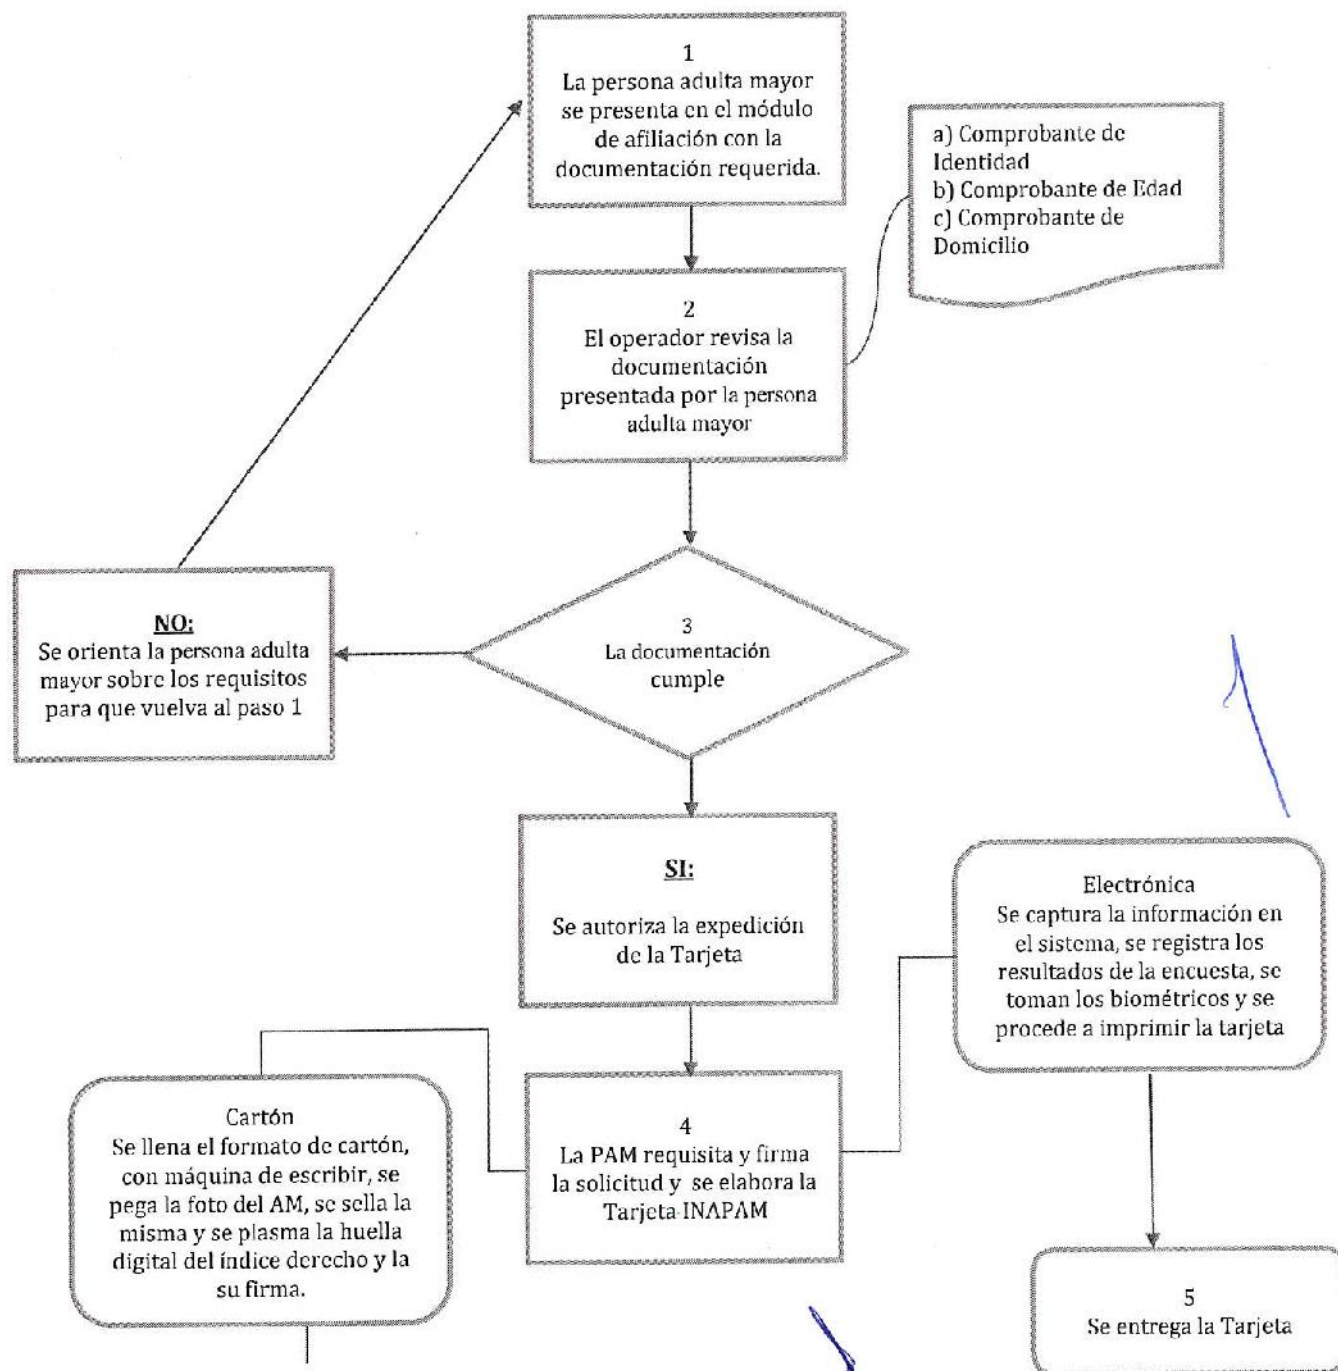 1
La persona adulta mayor
se presenta en el módulo
de afiliación con la
documentación requerida.
a) Comprobante de
Identidad
b) Comprobante de Edad
c) Comprobante de
Domicilio
2
El operador revisa la
documentación
presentada por la persona
adulta mayor
3
La documentación
cumple
NO:
Se orienta la persona adulta
mayor sobre los requisitos
para que vuelva al paso 1
SI:
Se autoriza la expedición
de la Tarjeta
Electrónica
Se captura la información en
el sistema, se registra los
resultados de la encuesta, se
toman los biométricos y se
procede a imprimir la tarjeta
Cartón
Se llena el formato de cartón,
con máquina de escribir, se
pega la foto del AM, se sella la
misma y se plasma la huella
digital del índice derecho y la
su firma.
4
La PAM requisita y firma
la solicitud y se elabora la
Tarjeta INAPAM
5
Se entrega la Tarjeta